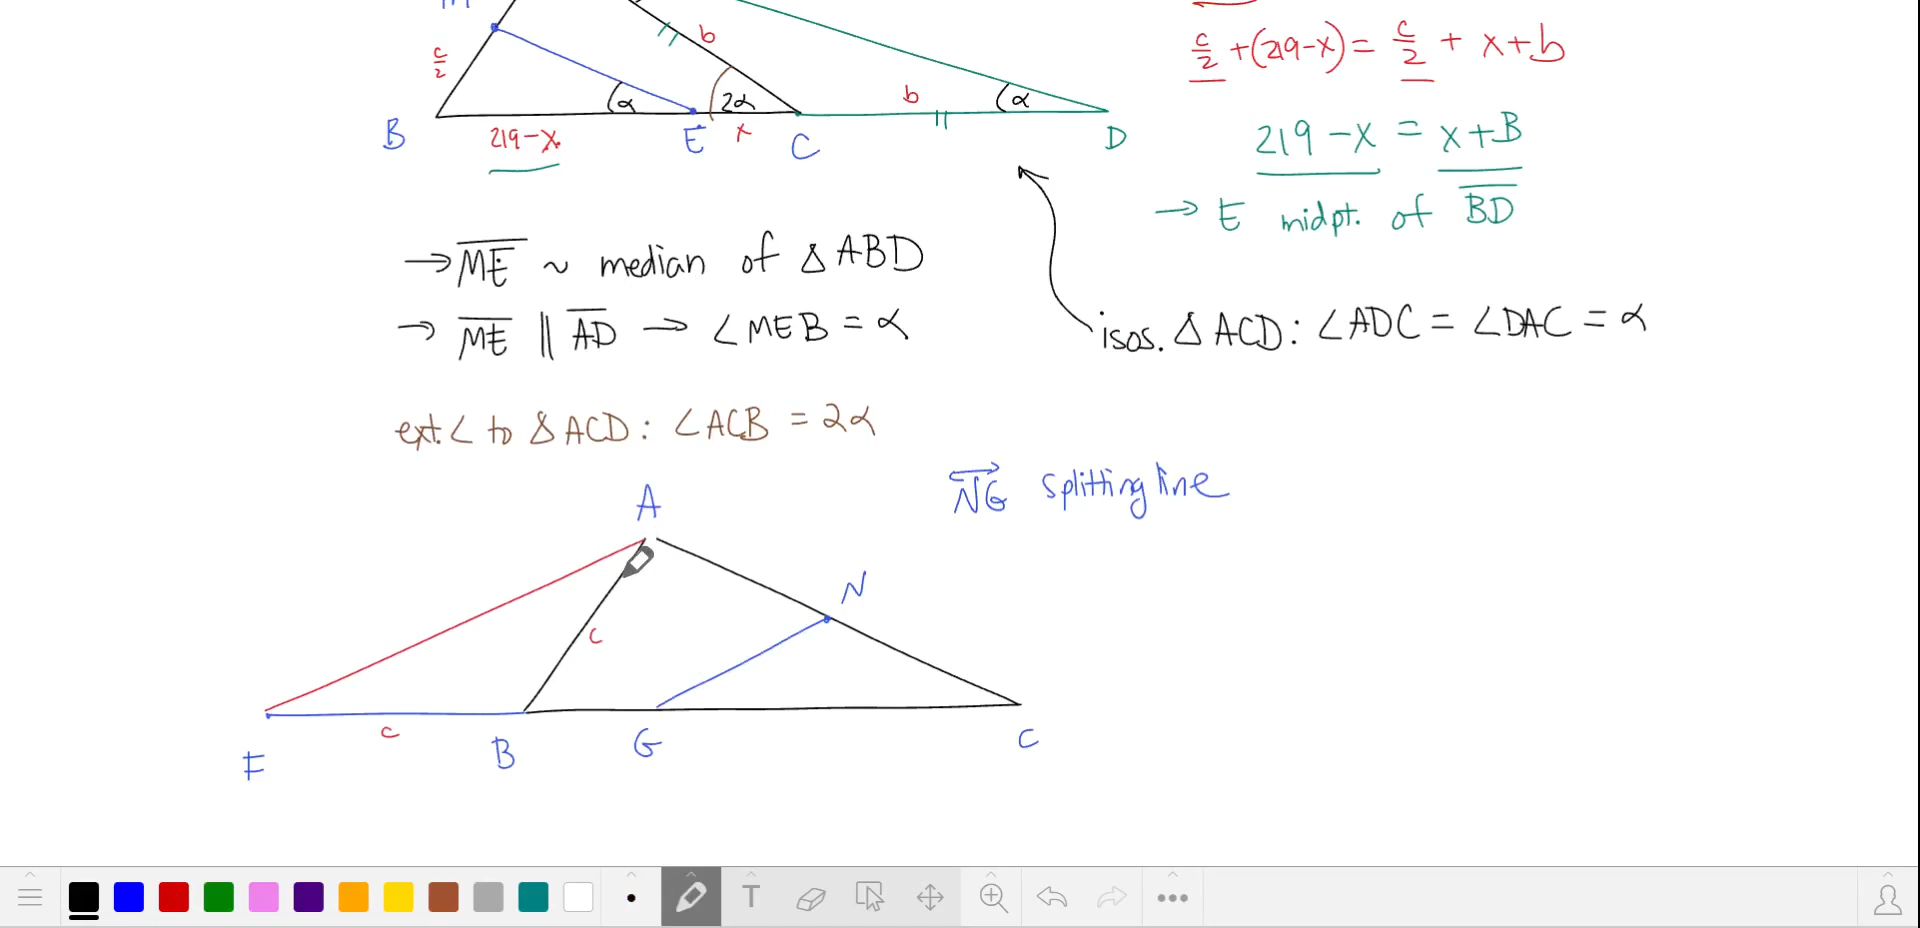 b
c/2
c/2 + (219-x) = c/2 + x+b
α
2α
b
α
B
219-x
E
x
C
D
219-x = x+B
→ E midpt. of BD
→ ME ~ median of △ABD
→ ME ∥ AD → ∠MEB = α
isos. △ACD: ∠ADC = ∠DAC = α
ext. ∠ to △ACD: ∠ACB = 2α
NG splitting line
A
N
c
c
F
B
G
C
T